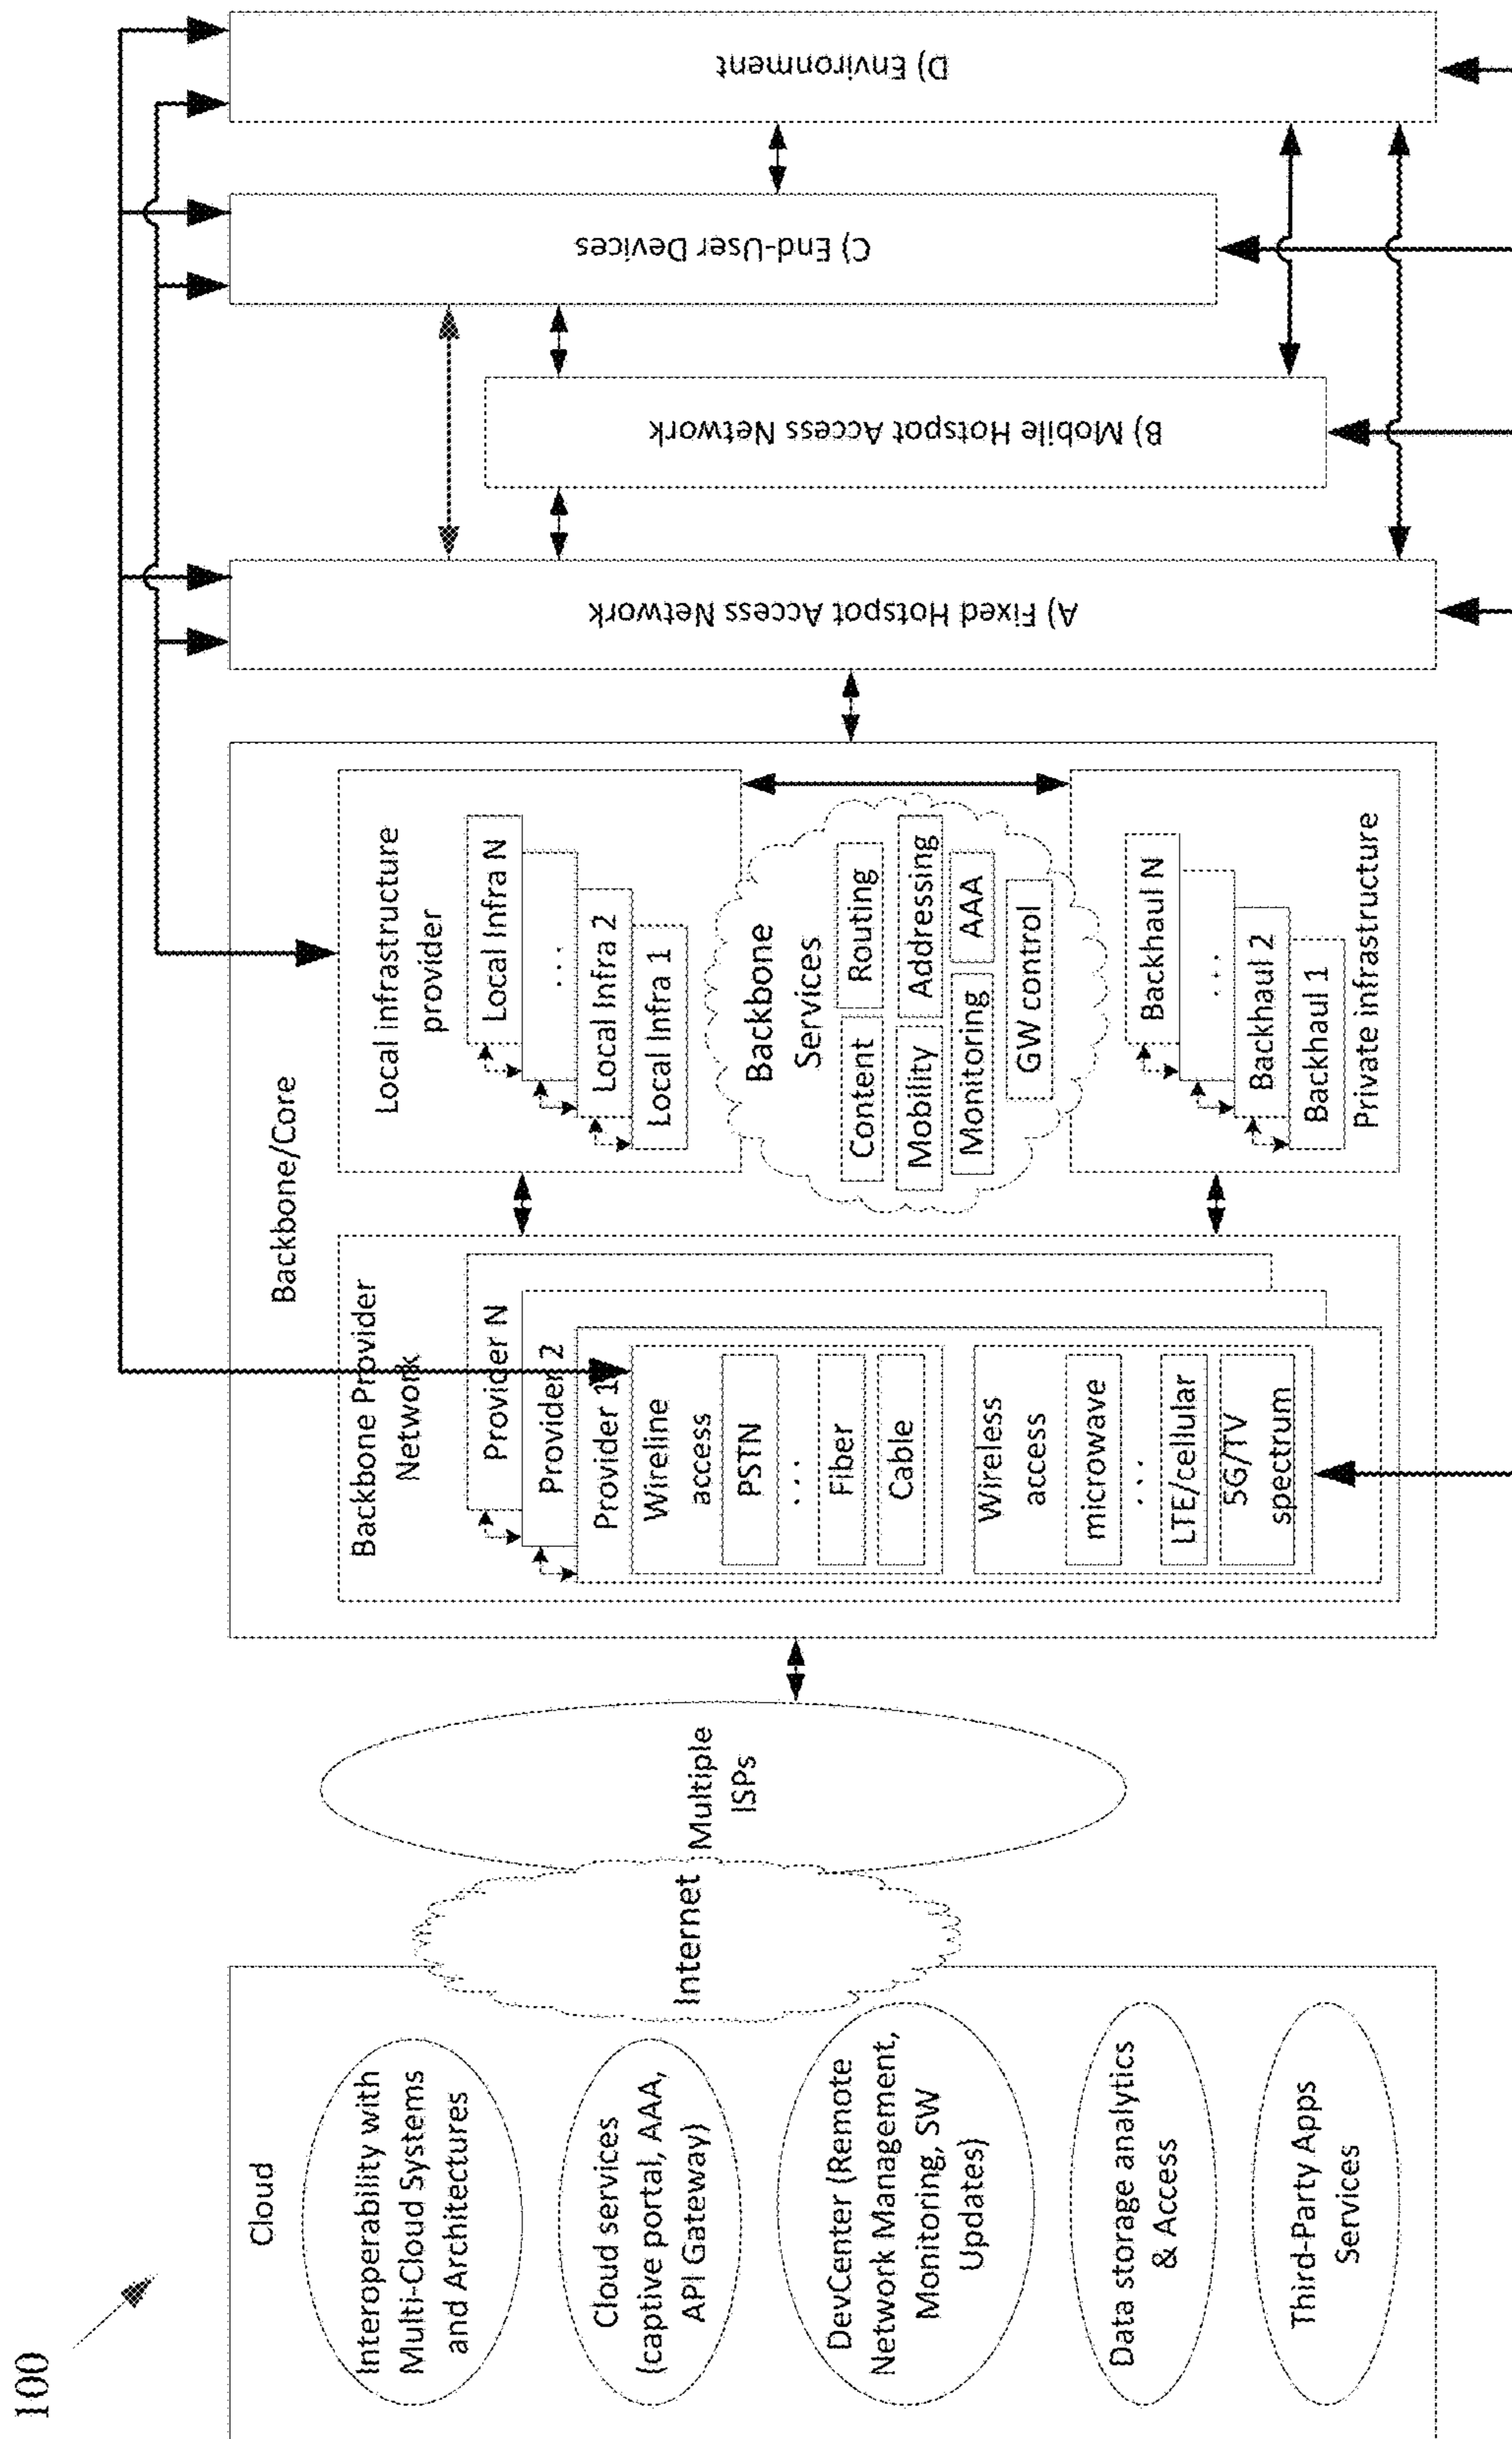 100
Cloud
Interoperability with
Multi-Cloud Systems
and Architectures
Cloud services
(captive portal, AAA,
API Gateway)
DevCenter (Remote
Network Management,
Monitoring, SW
Updates)
Data storage analytics
& Access
Third-Party Apps
Services
Internet
Multiple
ISPs
Backbone/Core
Backbone Provider
Network
Provider N
Provider 2
Provider 1
Wireline
access
PSTN
...
Fiber
Cable
Wireless
access
microwave
...
LTE/cellular
5G/TV
spectrum
Local infrastructure
provider
Local Infra N
...
Local Infra 2
Local Infra 1
Backbone
Services
Content
Routing
Mobility
Addressing
Monitoring
AAA
GW control
Backhaul N
...
Backhaul 2
Backhaul 1
Private infrastructure
A) Fixed Hotspot Access Network
B) Mobile Hotspot Access Network
C) End-User Devices
D) Environment